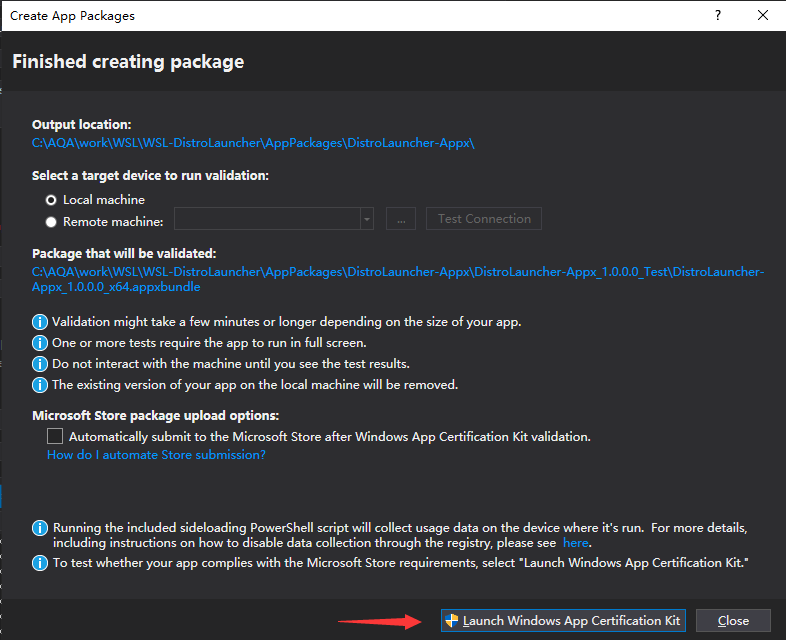 Create App Packages
?
Finished creating package
Output location:
C:\AQA\work\WSL\WSL-DistroLauncher\AppPackages\DistroLauncher-Appx\
Select a target device to run validation:
Local machine
Remote machine:
...
Test Connection
Package that will be validated:
C:\AQA\work\WSL\WSL-DistroLauncher\AppPackages\DistroLauncher-Appx\DistroLauncher-Appx_1.0.0.0_Test\DistroLauncher-
Appx_1.0.0.0_x64.appxbundle
Validation might take a few minutes or longer depending on the size of your app.
One or more tests require the app to run in full screen.
Do not interact with the machine until you see the test results.
The existing version of your app on the local machine will be removed.
Microsoft Store package upload options:
Automatically submit to the Microsoft Store after Windows App Certification Kit validation.
How do I automate Store submission?
Running the included sideloading PowerShell script will collect usage data on the device where it's run.  For more details,
including instructions on how to disable data collection through the registry, please see here.
To test whether your app complies with the Microsoft Store requirements, select "Launch Windows App Certification Kit."
Launch Windows App Certification Kit
Close